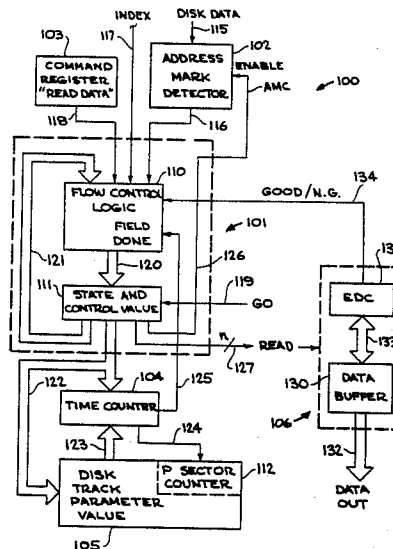 INDEX
DISK DATA
103
117
115
102
COMMAND
REGISTER
"READ DATA"
ADDRESS
MARK
DETECTOR
ENABLE
AMC
100
118
116
110
134
FLOW CONTROL
LOGIC
FIELD
DONE
GOOD/N.G.
101
121
120
126
111
119
STATE AND
CONTROL VALUE
GO
EDC
n
READ
127
133
122
104
125
130
TIME COUNTER
DATA
BUFFER
106
123
124
132
DISK
TRACK
PARAMETER
VALUE
P SECTOR
COUNTER
112
DATA
OUT
105